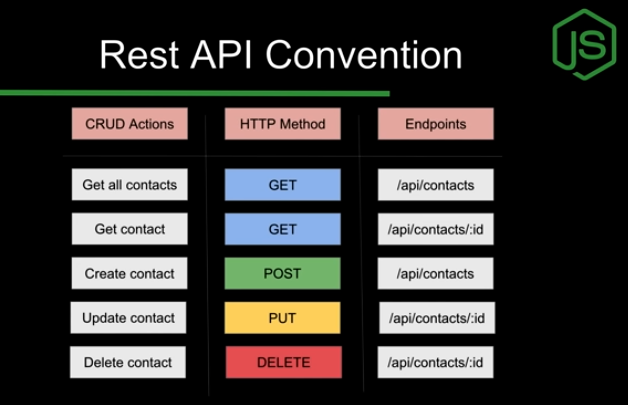 Rest API Convention
JS
CRUD Actions HTTP Method Endpoints
Get all contacts GET /api/contacts
Get contact GET /api/contacts/:id
Create contact POST /api/contacts
Update contact PUT /api/contacts/:id
Delete contact DELETE /api/contacts/:id